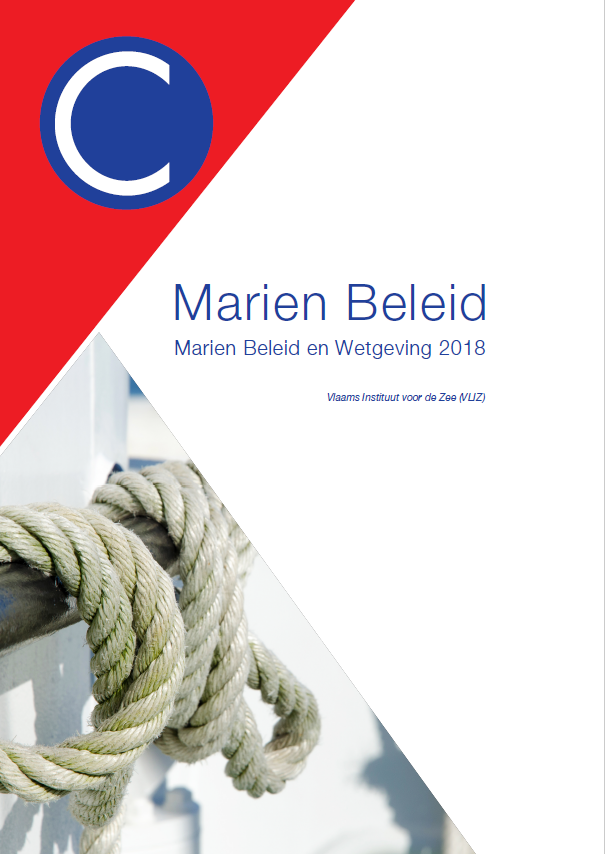 C
Marien Beleid
Marien Beleid en Wetgeving 2018
Vlaams Instituut voor de Zee (VLIZ)